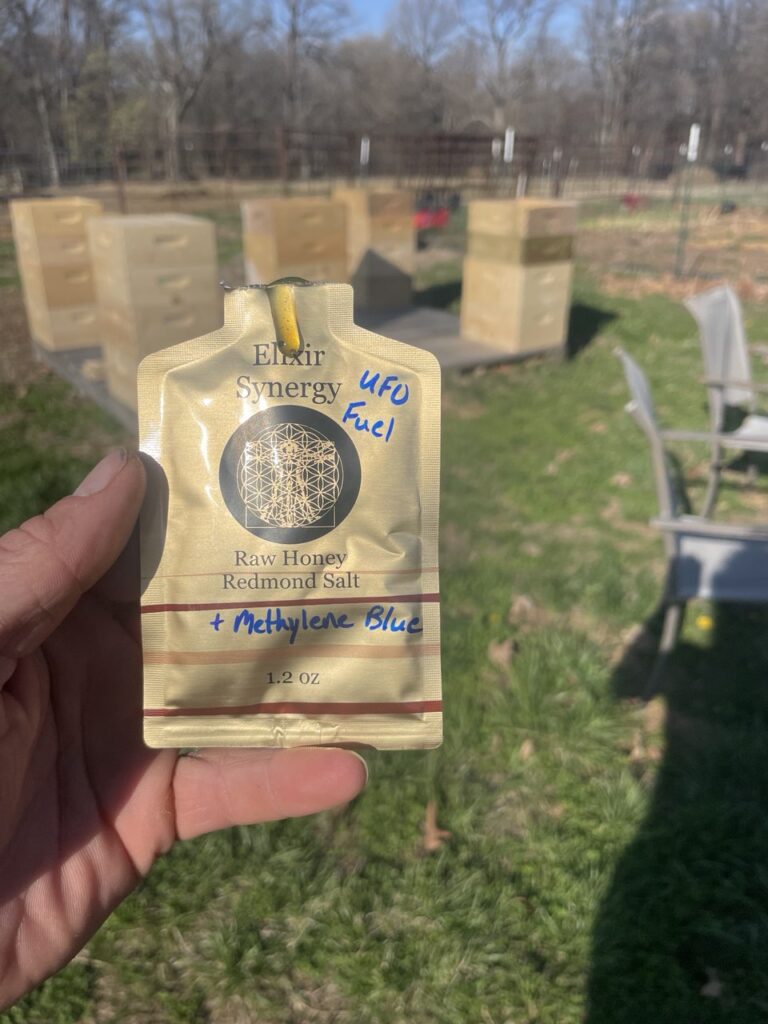 Elixir
Synergy
UFO
Fuel
Raw Honey
Redmond Salt
+ Methylene Blue
1.2 oz